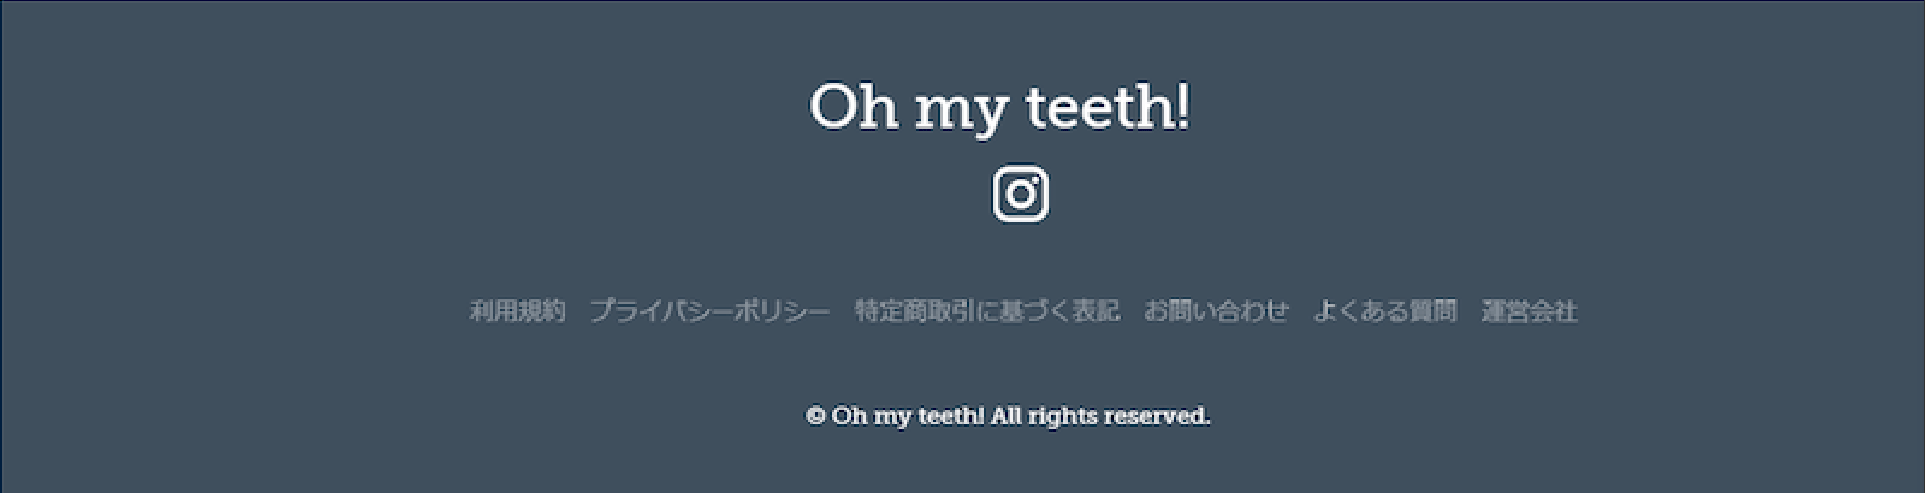 Oh my teeth!
利用規約 プライバシーポリシー 特定商取引に基づく表記 お問い合わせ よくある質問 運営会社
© Oh my teeth! All rights reserved.